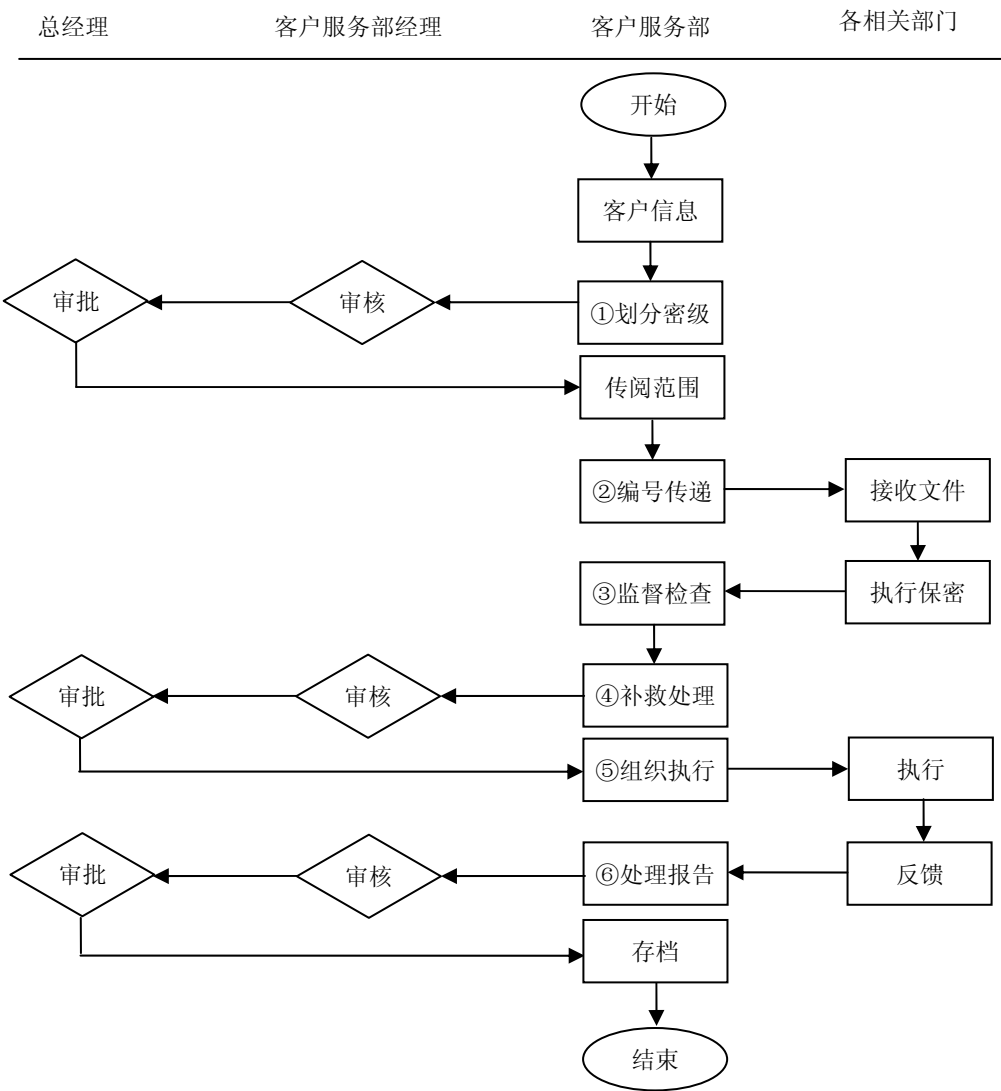 总经理 客户服务部经理 客户服务部 各相关部门
开始
客户信息
审批 审核 ①划分密级
传阅范围
②编号传递 接收文件
③监督检查 执行保密
审批 审核 ④补救处理
⑤组织执行 执行
审批 审核 ⑥处理报告 反馈
存档
结束